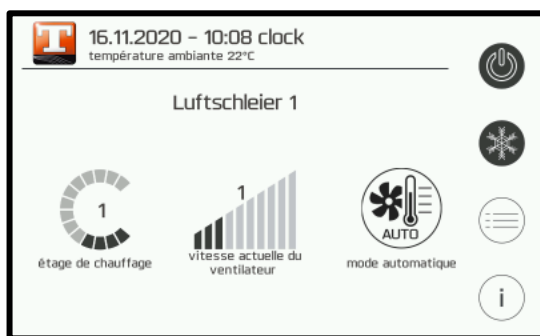 T
16.11.2020 - 10:08 clock
température ambiante 22°C
Luftschleier 1
1
étage de chauffage
1
vitesse actuelle du
ventilateur
AUTO
mode automatique
i